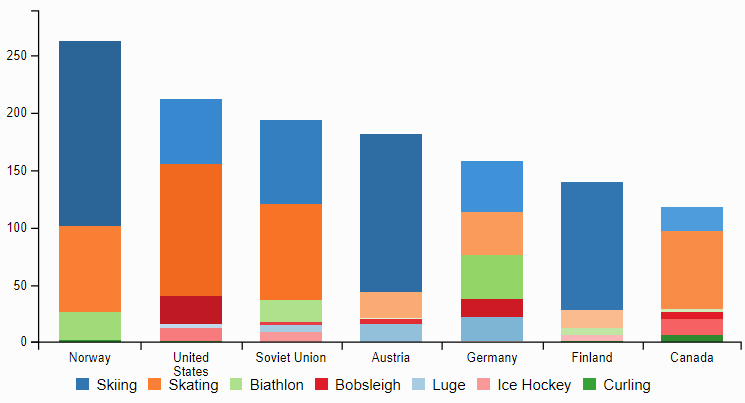 250
200
150
100
50
0
Norway
United
States
Soviet Union
Austria
Germany
Finland
Canada
Skiing Skating Biathlon Bobsleigh Luge Ice Hockey Curling